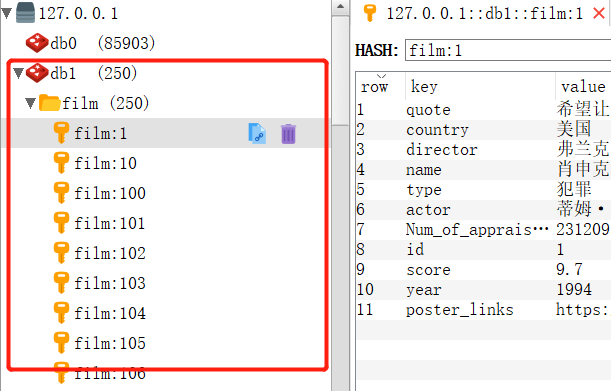 127.0.0.1
db0 (85903)
db1 (250)
film (250)
film:1
film:10
film:100
film:101
film:102
film:103
film:104
film:105
film:106
127.0.0.1::db1::film:1
HASH: film:1
row key value
1 quote 希望让
2 country 美国
3 director 弗兰克
4 name 肖申克
5 type 犯罪
6 actor 蒂姆·
7 Num_of_apprais… 231209
8 id 1
9 score 9.7
10 year 1994
11 poster_links https: